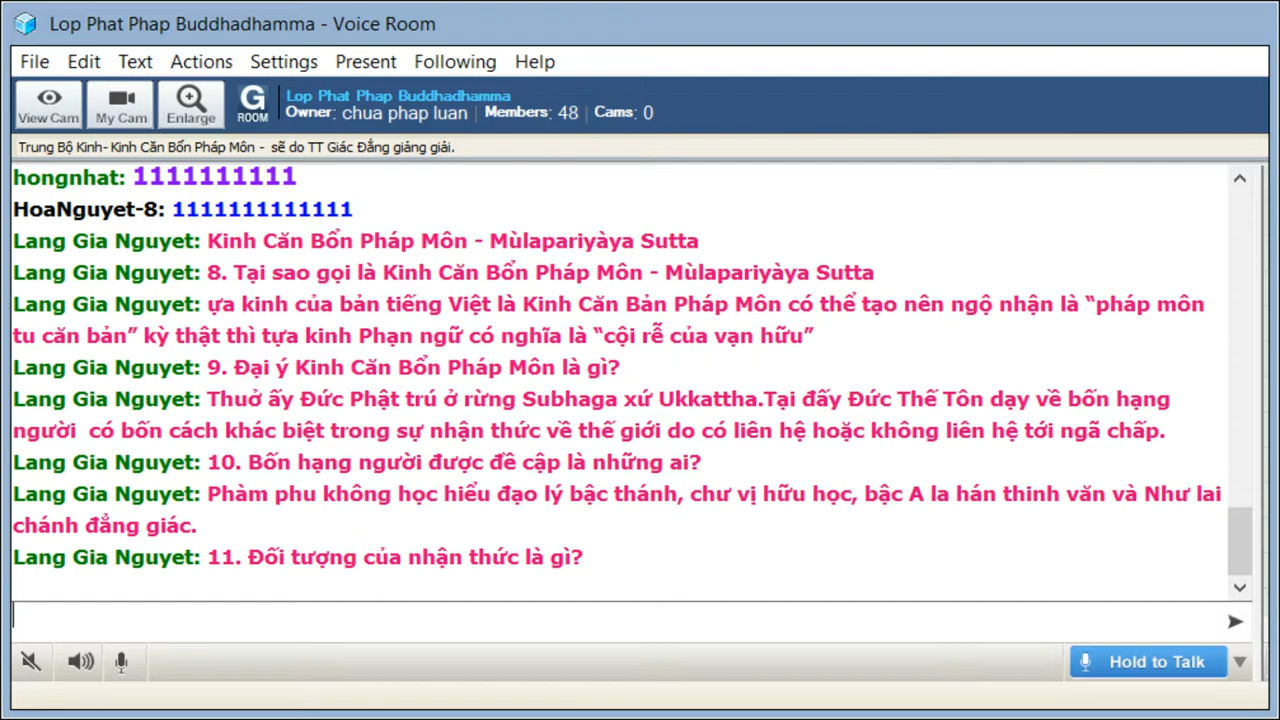 Lop Phat Phap Buddhadhamma - Voice Room
File Edit Text Actions Settings Present Following Help
View Cam My Cam Enlarge G ROOM
Lop Phat Phap Buddhadhamma
Owner: chua phap luan | Members: 48 | Cams: 0
Trung Bộ Kinh- Kinh Căn Bổn Pháp Môn - sẽ do TT Giác Đẳng giảng giải.
hongnhat: 1111111111
HoaNguyet-8: 1111111111111
Lang Gia Nguyet: Kinh Căn Bổn Pháp Môn - Mùlapariyàya Sutta
Lang Gia Nguyet: 8. Tại sao gọi là Kinh Căn Bổn Pháp Môn - Mùlapariyàya Sutta
Lang Gia Nguyet: ựa kinh của bản tiếng Việt là Kinh Căn Bản Pháp Môn có thể tạo nên ngộ nhận là “pháp môn
tu căn bản” kỳ thật thì tựa kinh Phạn ngữ có nghĩa là “cội rễ của vạn hữu”
Lang Gia Nguyet: 9. Đại ý Kinh Căn Bổn Pháp Môn là gì?
Lang Gia Nguyet: Thuở ấy Đức Phật trú ở rừng Subhaga xứ Ukkattha.Tại đấy Đức Thế Tôn dạy về bốn hạng
người  có bốn cách khác biệt trong sự nhận thức về thế giới do có liên hệ hoặc không liên hệ tới ngã chấp.
Lang Gia Nguyet: 10. Bốn hạng người được đề cập là những ai?
Lang Gia Nguyet: Phàm phu không học hiểu đạo lý bậc thánh, chư vị hữu học, bậc A la hán thinh văn và Như lai
chánh đẳng giác.
Lang Gia Nguyet: 11. Đối tượng của nhận thức là gì?
Hold to Talk